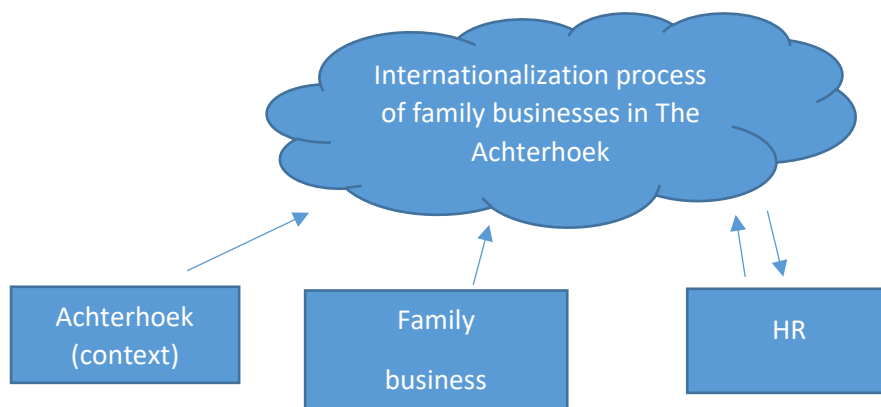 Internationalization process
of family businesses in The
Achterhoek
Achterhoek
(context)
Family
business
HR